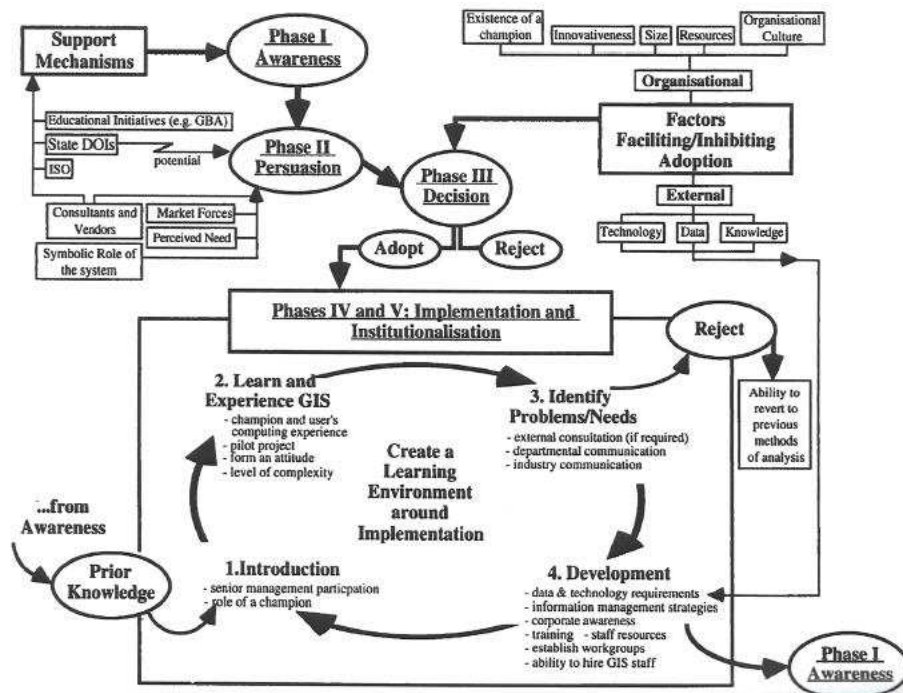 Support
Mechanisms
Phase I
Awareness
Existence of a
champion
Innovativeness
Size
Resources
Organisational
Culture
Organisational
Factors
Faciliting/Inhibiting
Adoption
External
Technology
Data
Knowledge
Educational Initiatives (e.g. GBA)
State DOIs
potential
ISO
Consultants and
Vendors
Market Forces
Perceived Need
Symbolic Role of
the system
Phase II
Persuasion
Phase III
Decision
Adopt
Reject
Phases IV and V: Implementation and
Institutionalisation
Reject
Ability to
revert to
previous
methods
of analysis
2. Learn and
Experience GIS
- champion and user's
computing experience
- pilot project
- form an attitude
- level of complexity
3. Identify
Problems/Needs
- external consultation (if required)
- departmental communication
- industry communication
Create a
Learning
Environment
around
Implementation
...from
Awareness
Prior
Knowledge
1.Introduction
- senior management particpation
- role of a champion
4. Development
- data & technology requirements
- information management strategies
- corporate awareness
- training - staff resources
- establish workgroups
- ability to hire GIS staff
Phase I
Awareness